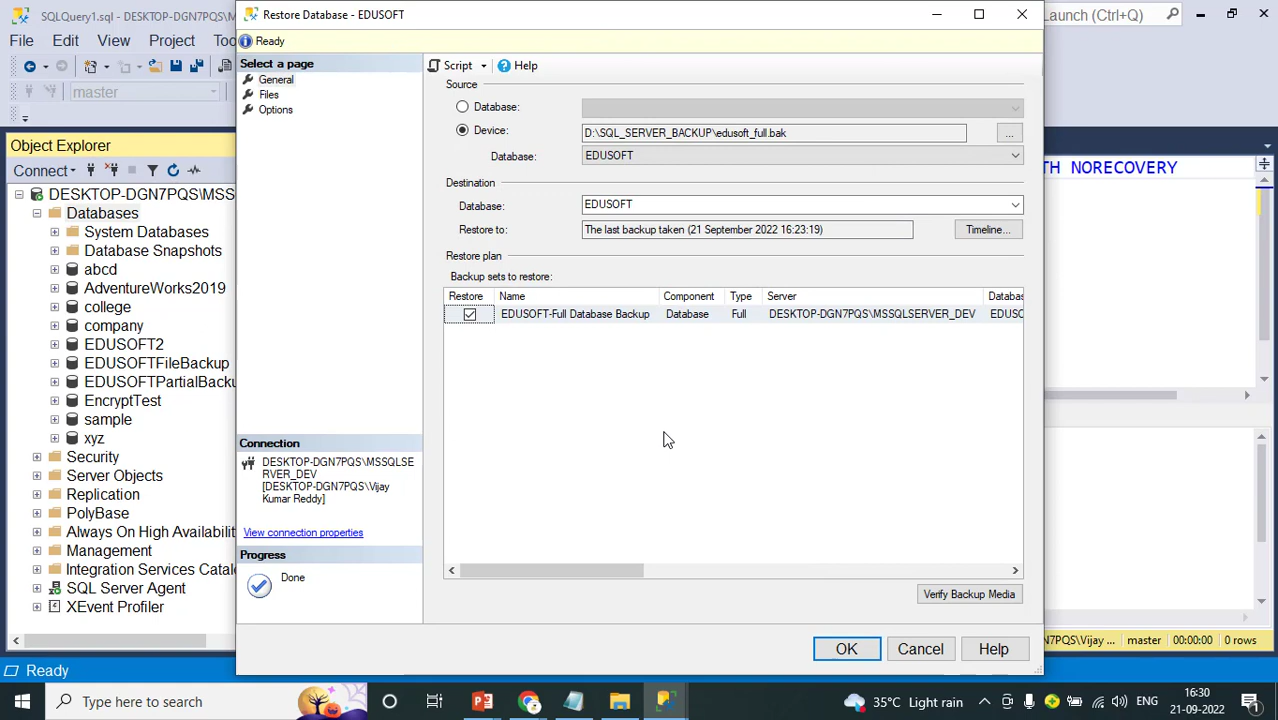 SQLQuery1.sql - DESKTOP-DGN7PQS\MS
Restore Database - EDUSOFT
Launch (Ctrl+Q)
File Edit View Project
Ready
master
Object Explorer
Connect
DESKTOP-DGN7PQS\MSS
Databases
System Databases
Database Snapshots
abcd
AdventureWorks2019
college
company
EDUSOFT2
EDUSOFTFileBackup
EDUSOFTPartialBacku
EncryptTest
sample
xyz
Security
Server Objects
Replication
PolyBase
Always On High Availabilit
Management
Integration Services Catal
SQL Server Agent
XEvent Profiler
Ready
Select a page
General
Files
Options
Connection
DESKTOP-DGN7PQS\MSSQLSE
RVER_DEV
[DESKTOP-DGN7PQS\Vijay
Kumar Reddy]
View connection properties
Progress
Done
Script Help
Source
Database:
Device: D:\SQL_SERVER_BACKUP\edusoft_full.bak ...
Database: EDUSOFT
Destination
Database: EDUSOFT
Restore to: The last backup taken (21 September 2022 16:23:19) Timeline...
Restore plan
Backup sets to restore:
Restore Name Component Type Server Databas
EDUSOFT-Full Database Backup Database Full DESKTOP-DGN7PQS\MSSQLSERVER_DEV EDUSC
Verify Backup Media
OK Cancel Help
TH NORECOVERY
PQS\Vijay ... master 00:00:00 0 rows
Type here to search
35°C Light rain
ENG
16:30
21-09-2022
1